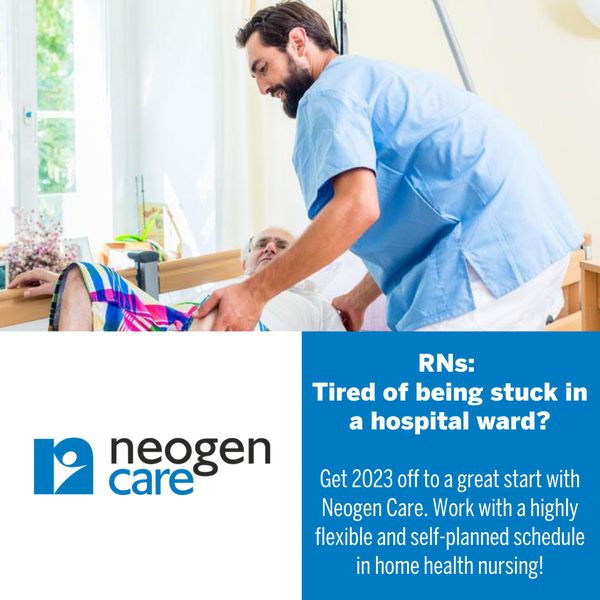 neogen
care
RNs:
Tired of being stuck in
a hospital ward?
Get 2023 off to a great start with
Neogen Care. Work with a highly
flexible and self-planned schedule
in home health nursing!